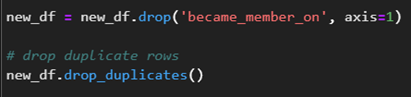 new_df = new_df.drop('became_member_on', axis=1)
# drop duplicate rows
new_df.drop_duplicates()